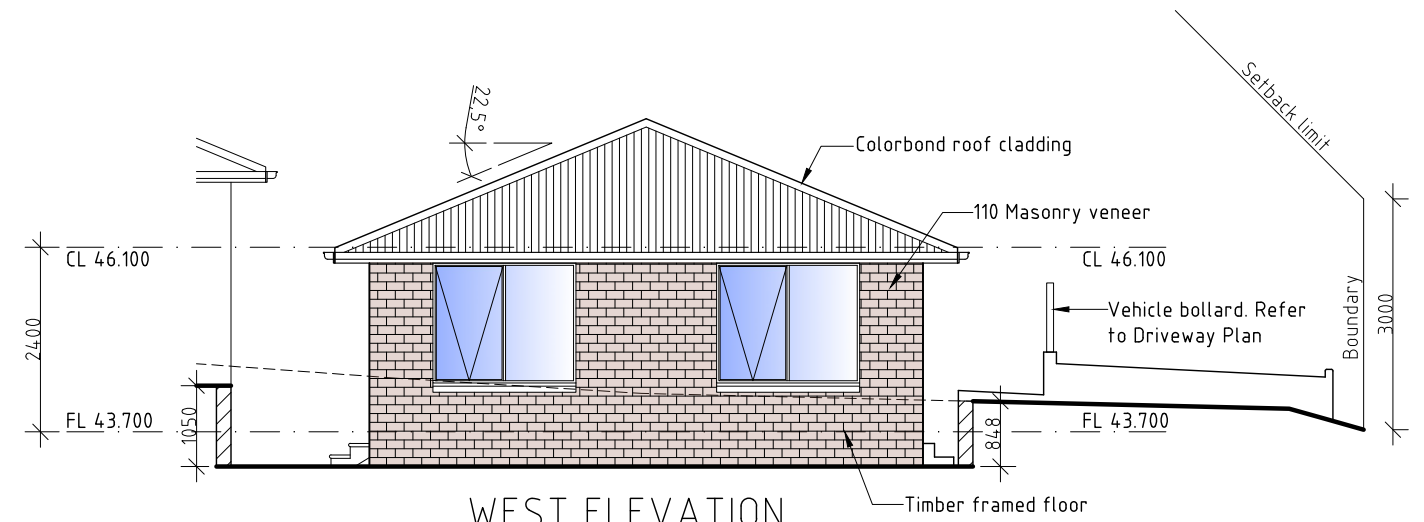 Setback limit
22.5°
Colorbond roof cladding
110 Masonry veneer
CL 46.100
CL 46.100
Vehicle bollard. Refer
to Driveway Plan
Boundary
3000
2400
FL 43.700
1050
FL 43.700
848
Timber framed floor
WEST ELEVATION